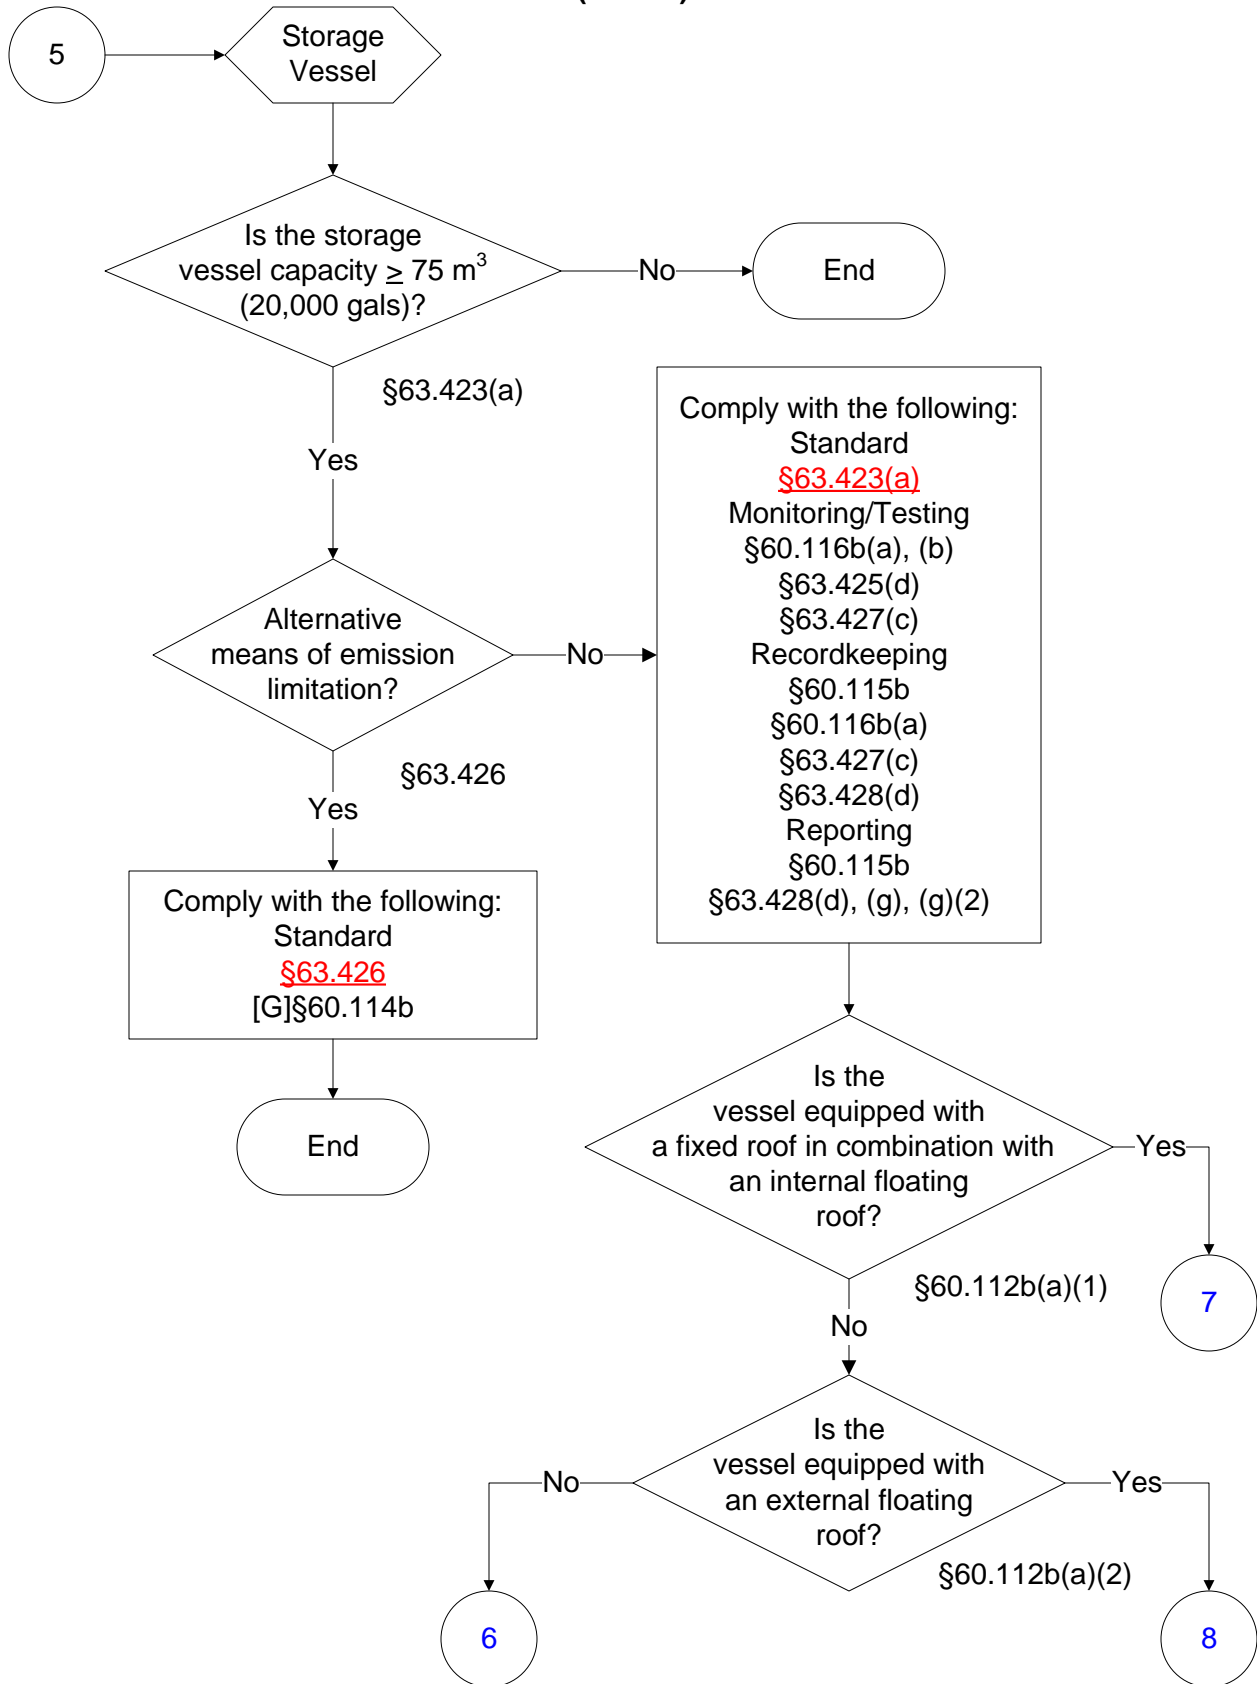 5
Storage
Vessel
Is the storage
vessel capacity ≥ 75 m³
(20,000 gals)?
No
End
§63.423(a)
Yes
Alternative
means of emission
limitation?
No
§63.426
Yes
Comply with the following:
Standard
§63.426
[G]§60.114b
End
Comply with the following:
Standard
§63.423(a)
Monitoring/Testing
§60.116b(a), (b)
§63.425(d)
§63.427(c)
Recordkeeping
§60.115b
§60.116b(a)
§63.427(c)
§63.428(d)
Reporting
§60.115b
§63.428(d), (g), (g)(2)
Is the
vessel equipped with
a fixed roof in combination with
an internal floating
roof?
Yes
§60.112b(a)(1)
7
No
Is the
vessel equipped with
an external floating
roof?
No
Yes
§60.112b(a)(2)
6
8